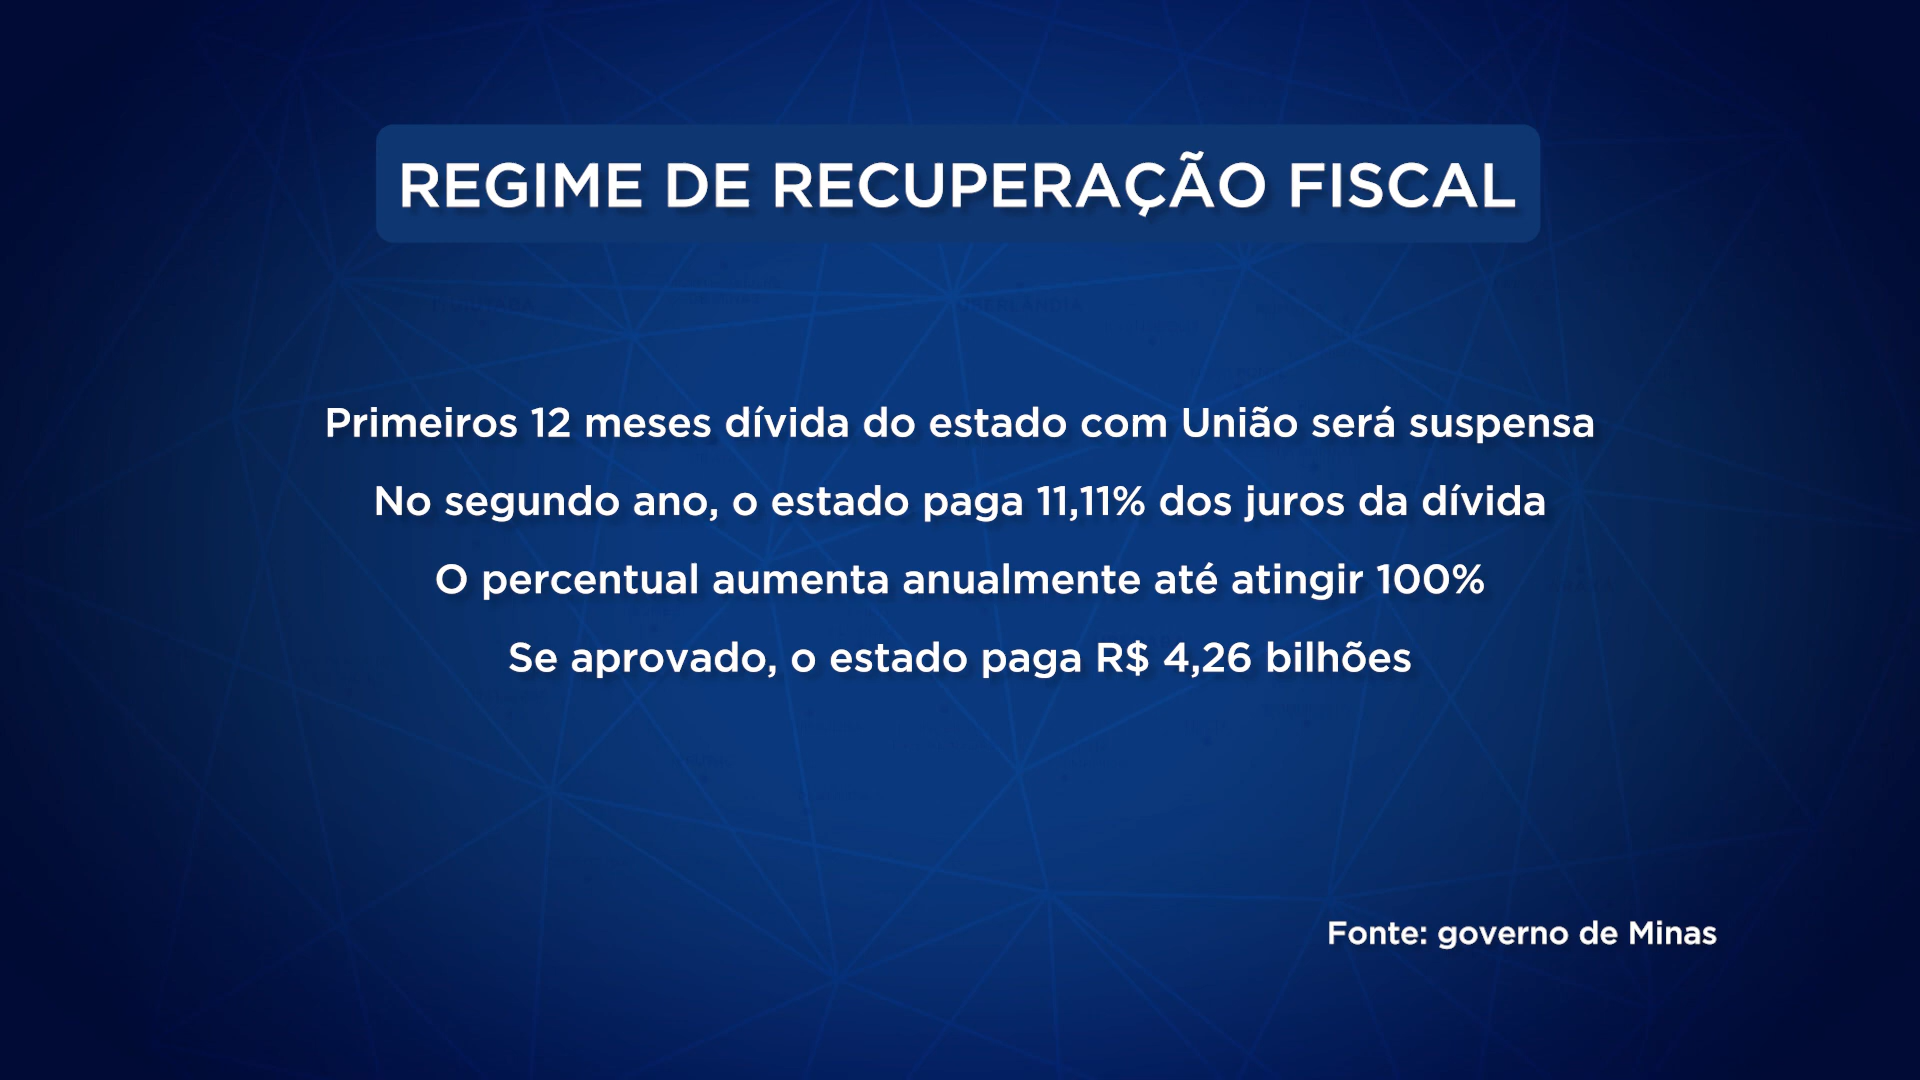 REGIME DE RECUPERAÇÃO FISCAL
UBERLÂNDIA
Primeiros 12 meses dívida do estado com União será suspensa
No segundo ano, o estado paga 11,11% dos juros da dívida
O percentual aumenta anualmente até atingir 100%
Se aprovado, o estado paga R$ 4,26 bilhões
Fonte: governo de Minas